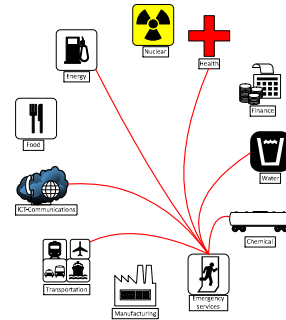 Nuclear
Health
Energy
Finance
Food
Water
ICT-Communications
Chemical
Transportation
Emergency
services
Manufacturing